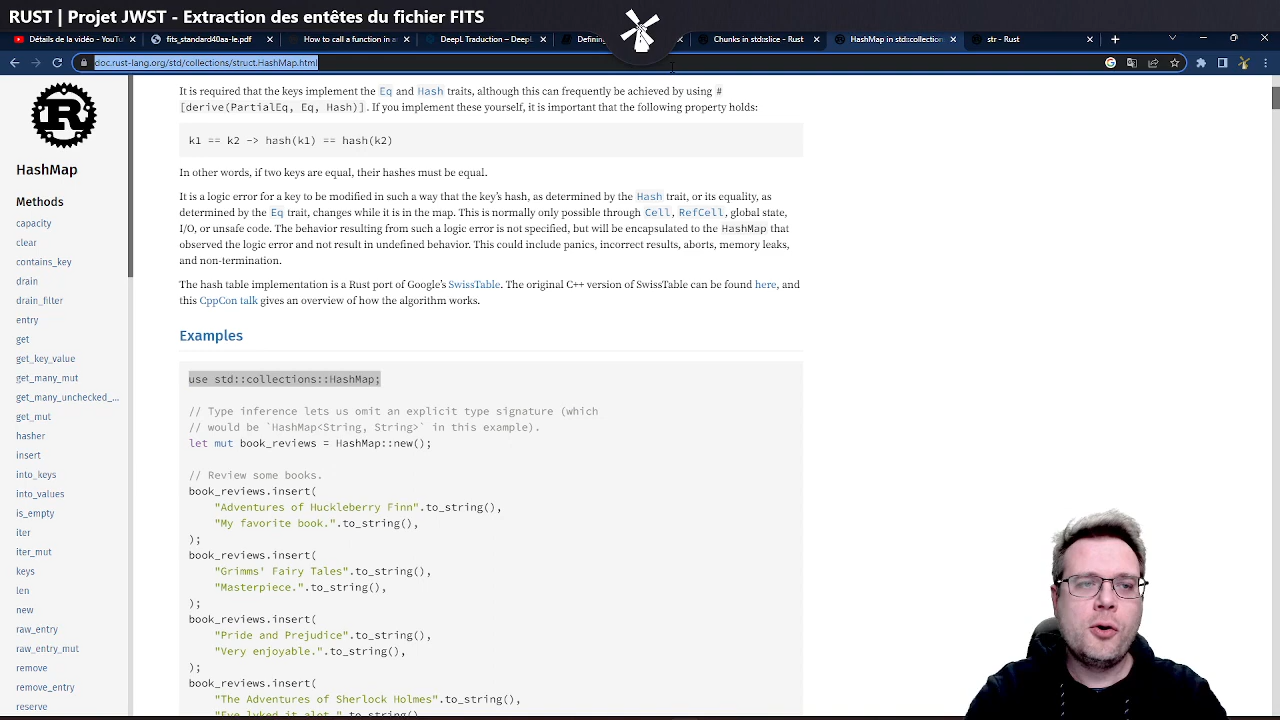 RUST | Projet JWST - Extraction des entêtes du fichier FITS
Détails de la vidéo - YouTu
fits_standard40aa-le.pdf
How to call a function in an
DeepL Traduction – DeepL
Defining
Chunks in std::slice - Rust
HashMap in std::collection
str - Rust
doc.rust-lang.org/std/collections/struct.HashMap.html
HashMap
Methods
capacity
clear
contains_key
drain
drain_filter
entry
get
get_key_value
get_many_mut
get_many_unchecked_...
get_mut
hasher
insert
into_keys
into_values
is_empty
iter
iter_mut
keys
len
new
raw_entry
raw_entry_mut
remove
remove_entry
reserve
It is required that the keys implement the Eq and Hash traits, although this can frequently be achieved by using #
[derive(PartialEq, Eq, Hash)]. If you implement these yourself, it is important that the following property holds:
k1 == k2 -> hash(k1) == hash(k2)
In other words, if two keys are equal, their hashes must be equal.
It is a logic error for a key to be modified in such a way that the key's hash, as determined by the Hash trait, or its equality, as
determined by the Eq trait, changes while it is in the map. This is normally only possible through Cell, RefCell, global state,
I/O, or unsafe code. The behavior resulting from such a logic error is not specified, but will be encapsulated to the HashMap that
observed the logic error and not result in undefined behavior. This could include panics, incorrect results, aborts, memory leaks,
and non-termination.
The hash table implementation is a Rust port of Google's SwissTable. The original C++ version of SwissTable can be found here, and
this CppCon talk gives an overview of how the algorithm works.
Examples
use std::collections::HashMap;
// Type inference lets us omit an explicit type signature (which
// would be `HashMap<String, String>` in this example).
let mut book_reviews = HashMap::new();
// Review some books.
book_reviews.insert(
"Adventures of Huckleberry Finn".to_string(),
"My favorite book.".to_string(),
);
book_reviews.insert(
"Grimms' Fairy Tales".to_string(),
"Masterpiece.".to_string(),
);
book_reviews.insert(
"Pride and Prejudice".to_string(),
"Very enjoyable.".to_string(),
);
book_reviews.insert(
"The Adventures of Sherlock Holmes".to_string(),
"Eye lyked it alot.".to_string(),